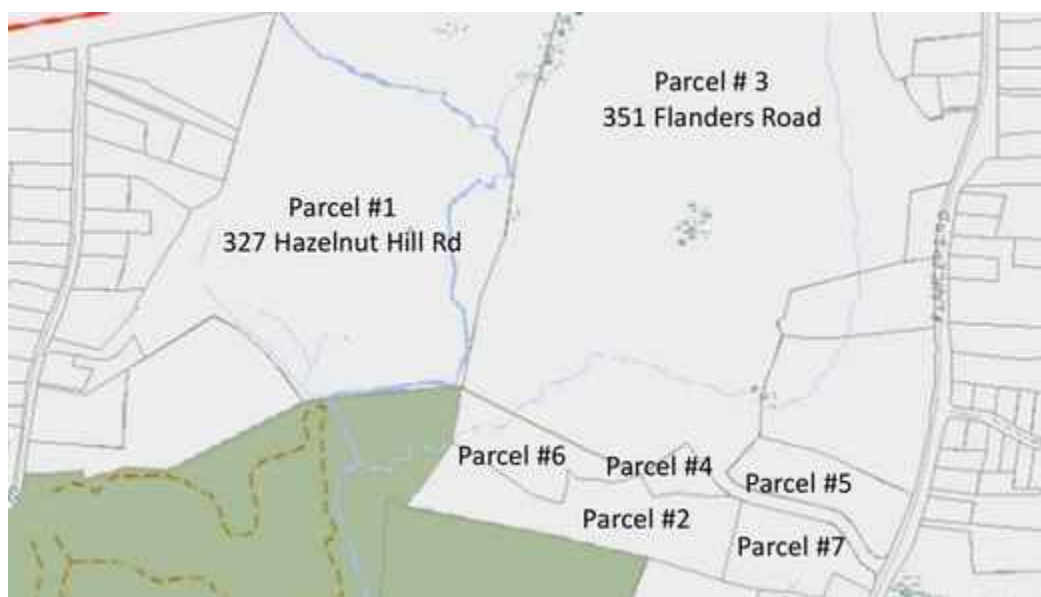 Parcel # 3
351 Flanders Road
Parcel #1
327 Hazelnut Hill Rd
Parcel #6
Parcel #4
Parcel #5
Parcel #2
Parcel #7